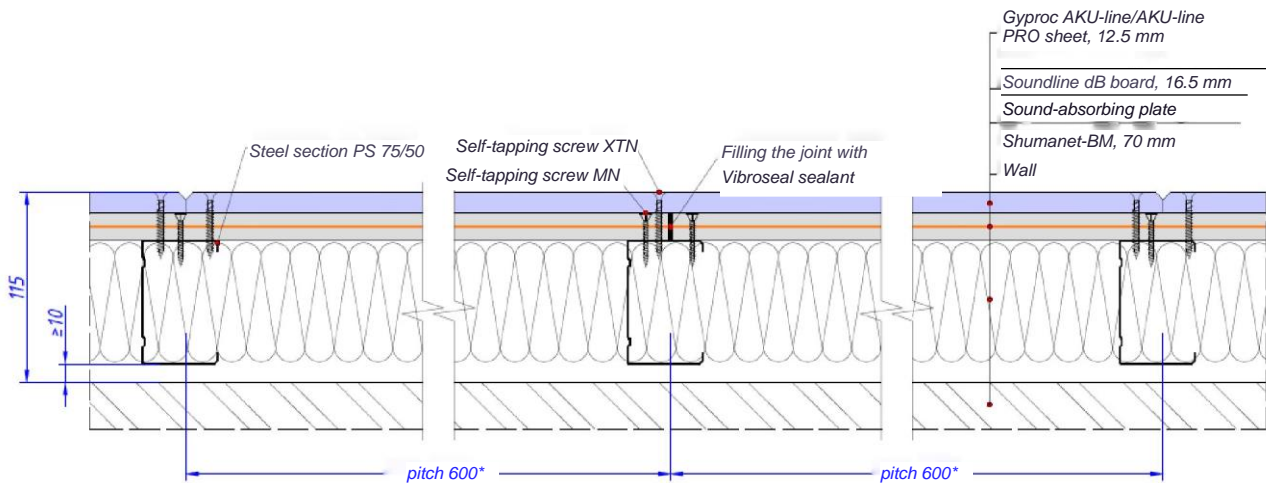 Gyproc AKU-line/AKU-line
PRO sheet, 12.5 mm
Soundline dB board, 16.5 mm
Sound-absorbing plate
Shumanet-BM, 70 mm
Wall
Steel section PS 75/50
Self-tapping screw XTN
Self-tapping screw MN
Filling the joint with
Vibroseal sealant
115
≥10
pitch 600*
pitch 600*